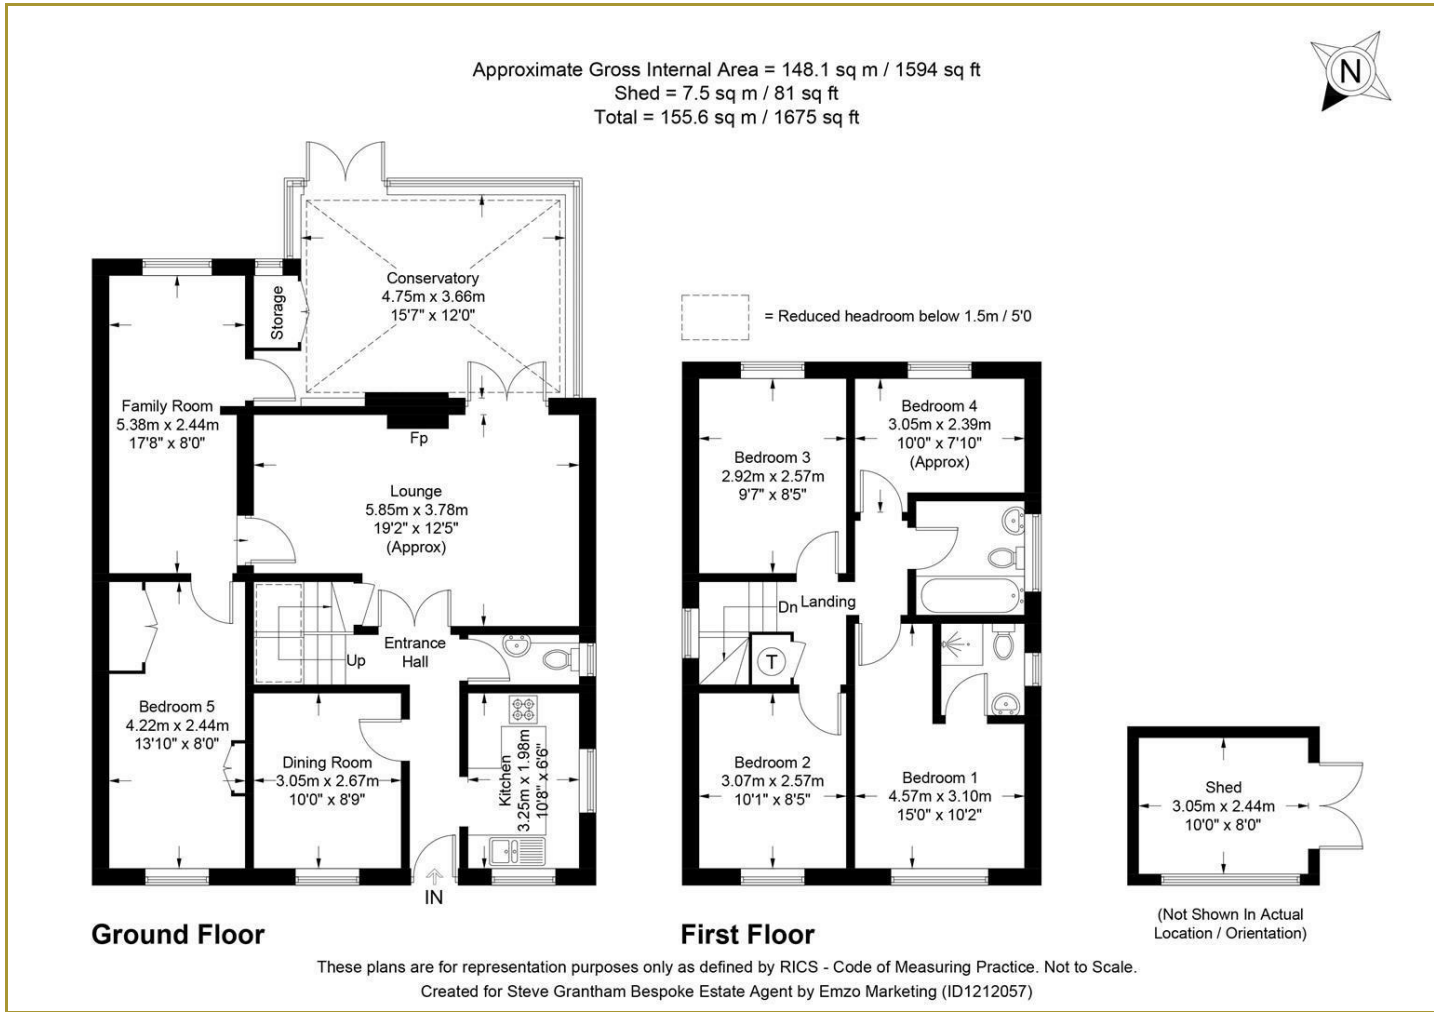 Approximate Gross Internal Area = 148.1 sq m / 1594 sq ft
Shed = 7.5 sq m / 81 sq ft
Total = 155.6 sq m / 1675 sq ft
N
Conservatory
4.75m x 3.66m
15'7" x 12'0"
Storage
Family Room
5.38m x 2.44m
17'8" x 8'0"
Fp
Lounge
5.85m x 3.78m
19'2" x 12'5"
(Approx)
Entrance
Hall
Up
Bedroom 5
4.22m x 2.44m
13'10" x 8'0"
Dining Room
3.05m x 2.67m
10'0" x 8'9"
Kitchen
3.25m x 1.98m
10'8" x 6'6"
IN
Ground Floor
= Reduced headroom below 1.5m / 5'0
Bedroom 3
2.92m x 2.57m
9'7" x 8'5"
Bedroom 4
3.05m x 2.39m
10'0" x 7'10"
(Approx)
Dn
Landing
T
Bedroom 2
3.07m x 2.57m
10'1" x 8'5"
Bedroom 1
4.57m x 3.10m
15'0" x 10'2"
First Floor
Shed
3.05m x 2.44m
10'0" x 8'0"
(Not Shown In Actual
Location / Orientation)
These plans are for representation purposes only as defined by RICS - Code of Measuring Practice. Not to Scale.
Created for Steve Grantham Bespoke Estate Agent by Emzo Marketing (ID1212057)